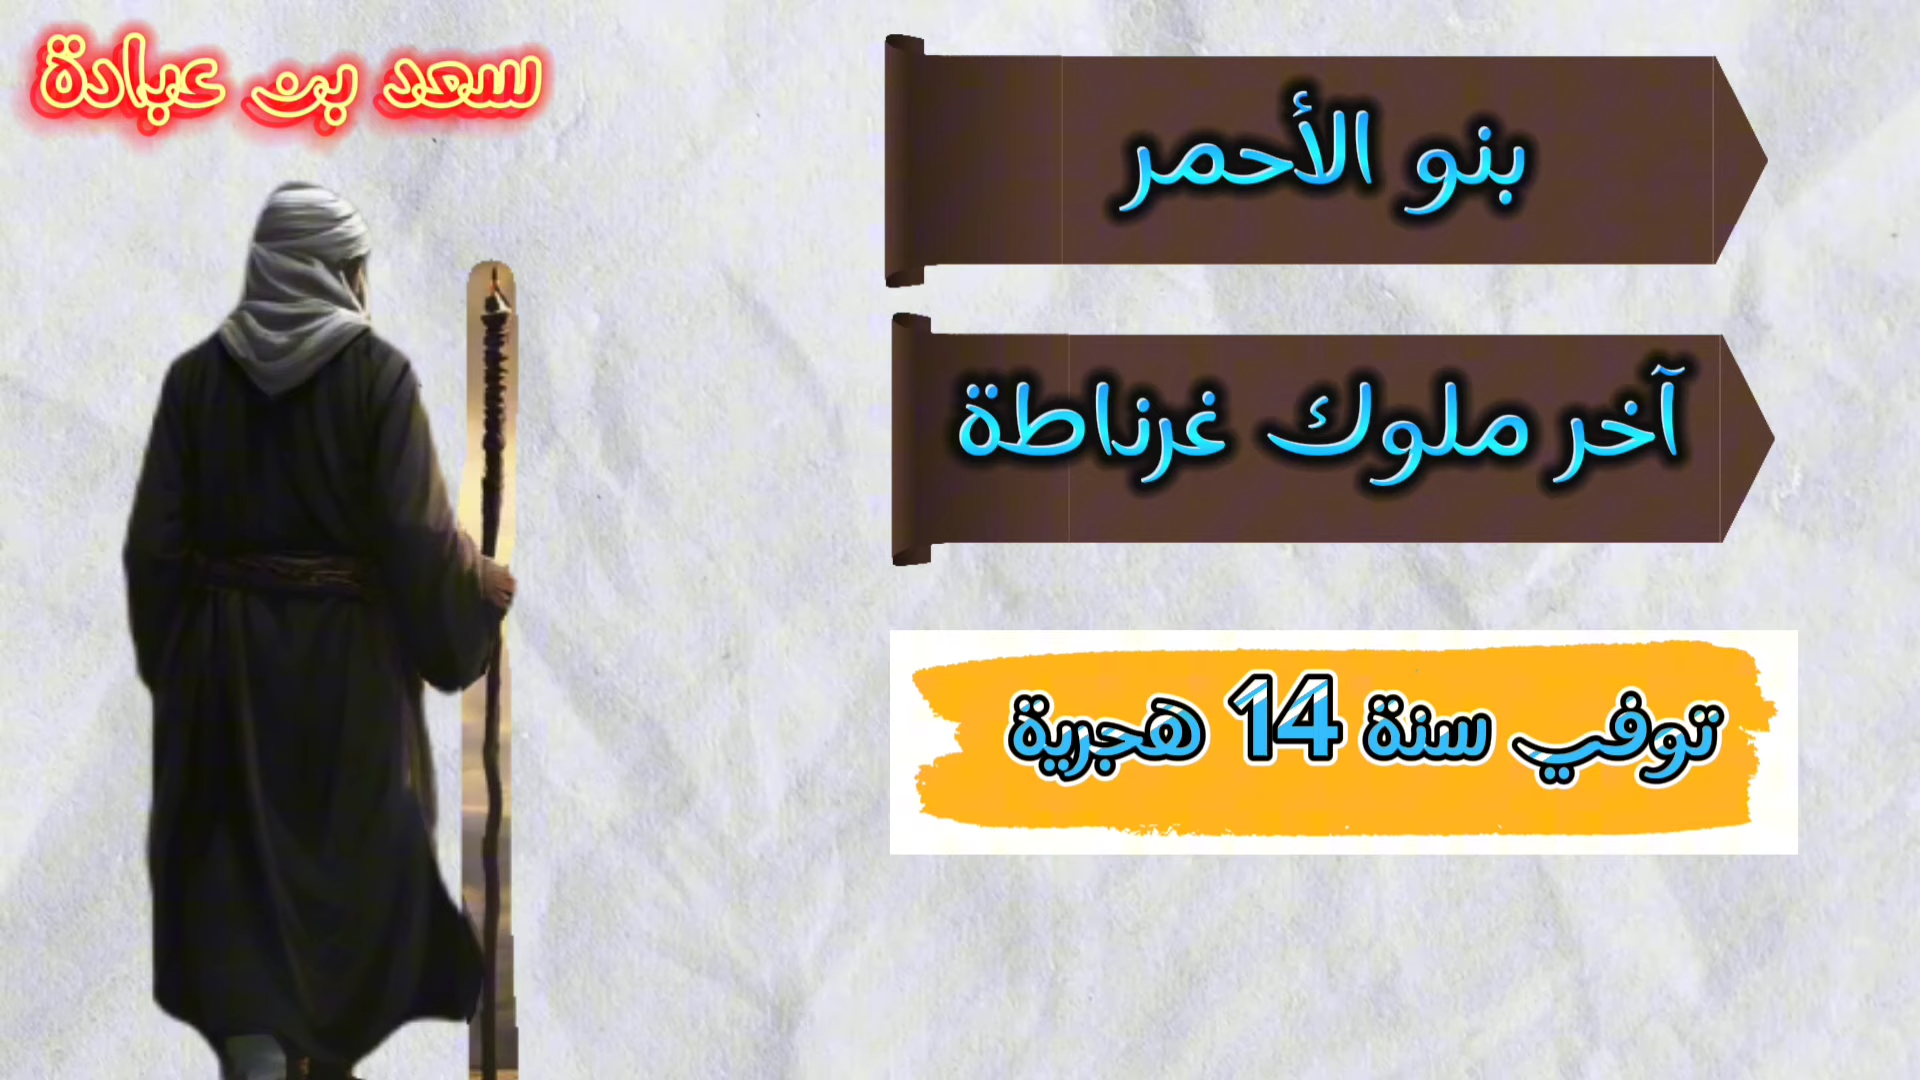 سعد بن عبادة
بنو الأحمر
آخر ملوك غرناطة
توفي سنة 14 هجرية